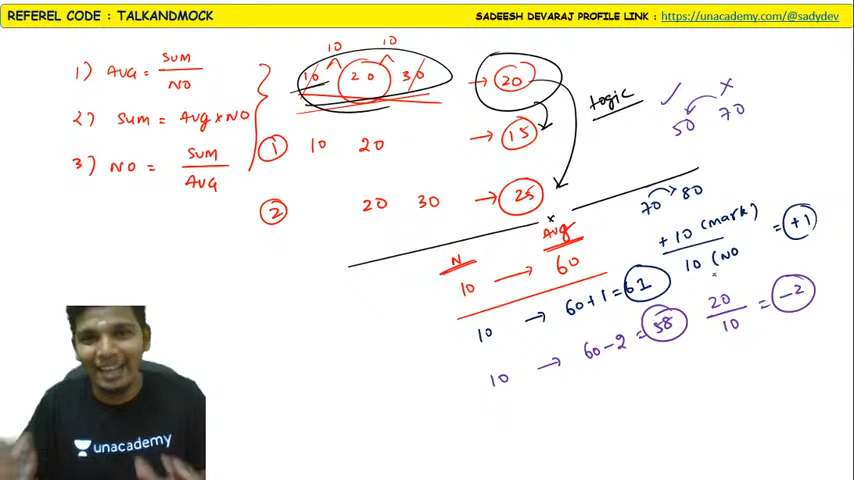 REFEREL CODE : TALKANDMOCK
SADEESH DEVARAJ PROFILE LINK : https://unacademy.com/@sadydev
1) AVG = SUM / NO
2) SUM = AVG × NO
3) NO = SUM / AVG
10 10
10 20 30 → 20
1 10 20 → 15
2 20 30 → 25
Logic
✓ ×
50 70
70 80
N Avg
10 → 60
10 → 60+1 = 61
10 → 60-2 = 58
+10 (mark) / 10 (NO = +1
20 / 10 = -2
unacademy